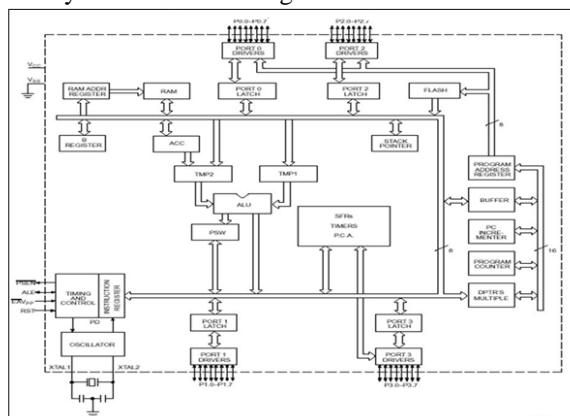 P0.0–P0.7
P2.0–P2.7
PORT 0
DRIVERS
PORT 2
DRIVERS
VCC
VSS
RAM ADDR
REGISTER
RAM
PORT 0
LATCH
PORT 2
LATCH
FLASH
8
B
REGISTER
ACC
STACK
POINTER
PROGRAM
ADDRESS
REGISTER
TMP2
TMP1
BUFFER
ALU
SFRs
TIMERS
P.C.A.
PSW
PC
INCRE-
MENTER
8
16
PROGRAM
COUNTER
PSEN
ALE
EAVPP
RST
TIMING
AND
CONTROL
INSTRUCTION
REGISTER
DPTR'S
MULTIPLE
PD
PORT 1
LATCH
PORT 3
LATCH
OSCILLATOR
PORT 1
DRIVERS
PORT 3
DRIVERS
XTAL1
XTAL2
P1.0–P1.7
P3.0–P3.7